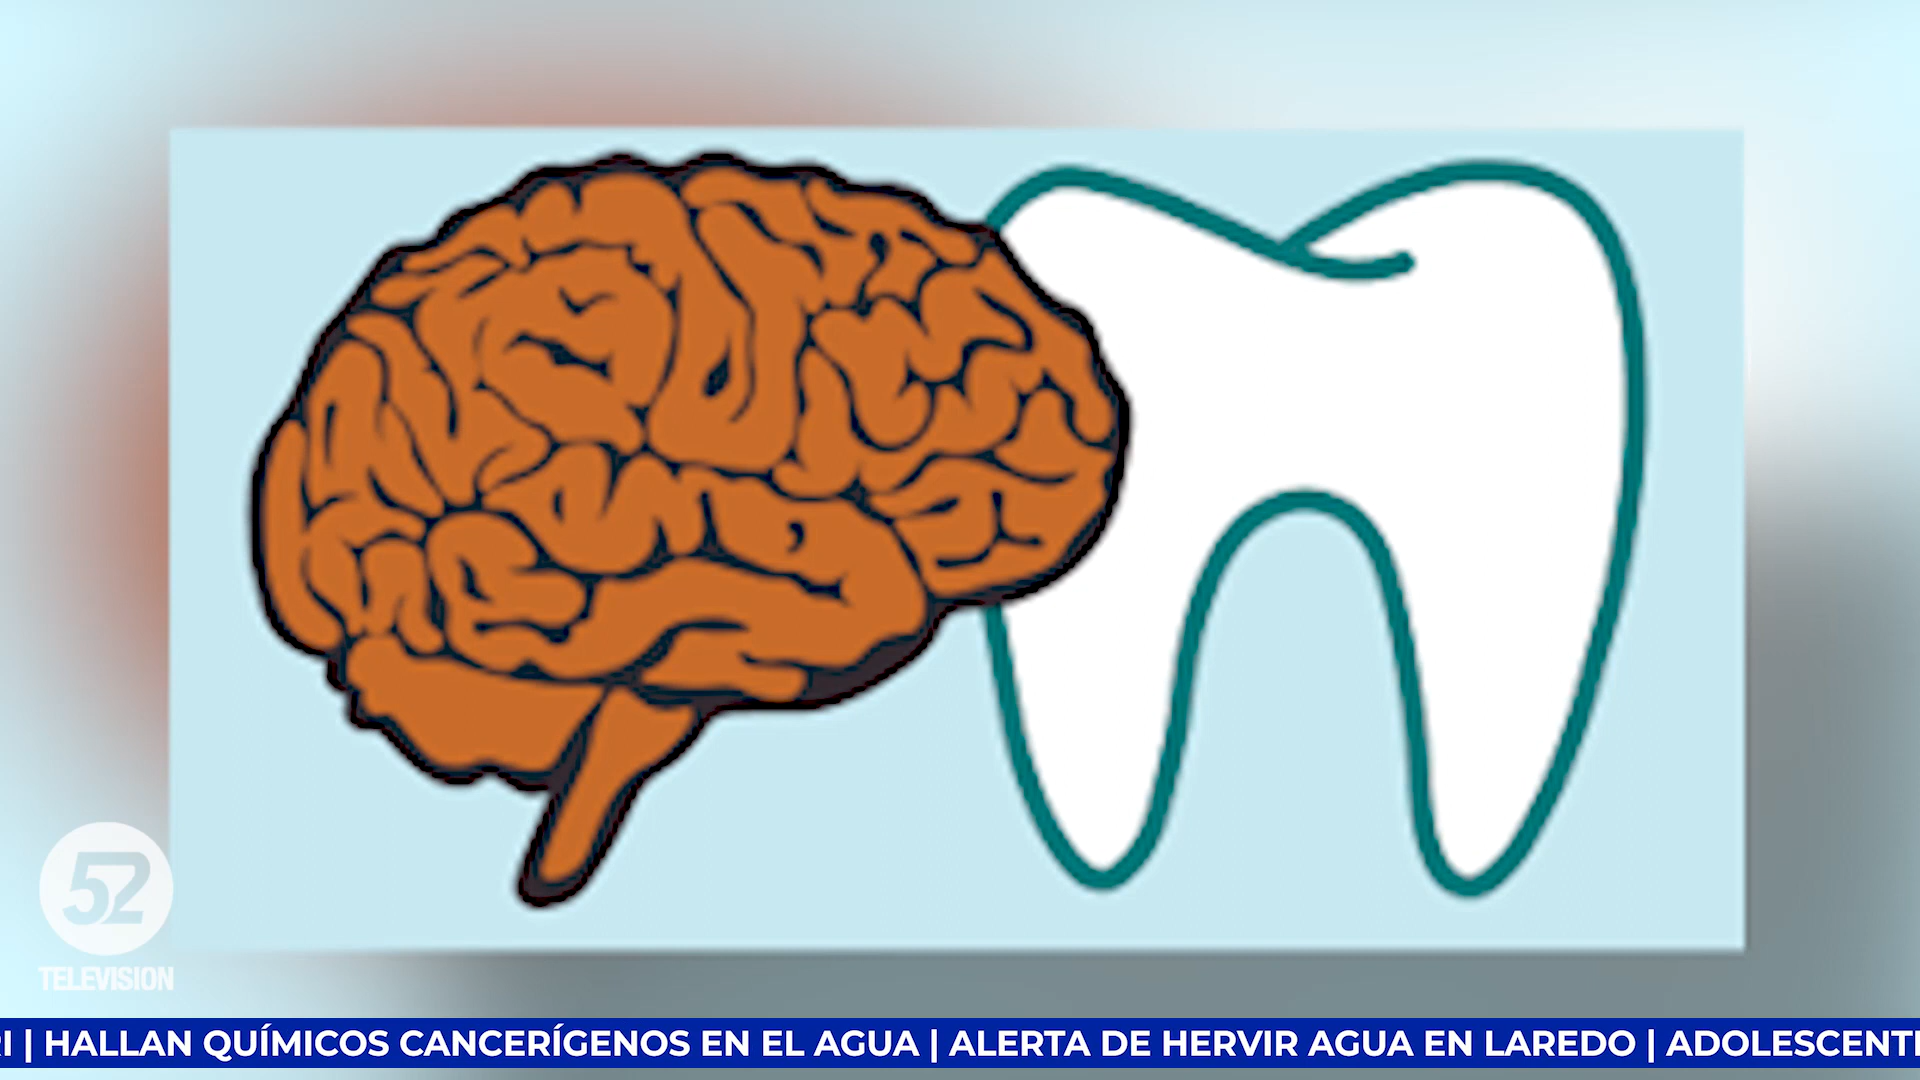 52
TELEVISION
| HALLAN QUÍMICOS CANCERÍGENOS EN EL AGUA | ALERTA DE HERVIR AGUA EN LAREDO |